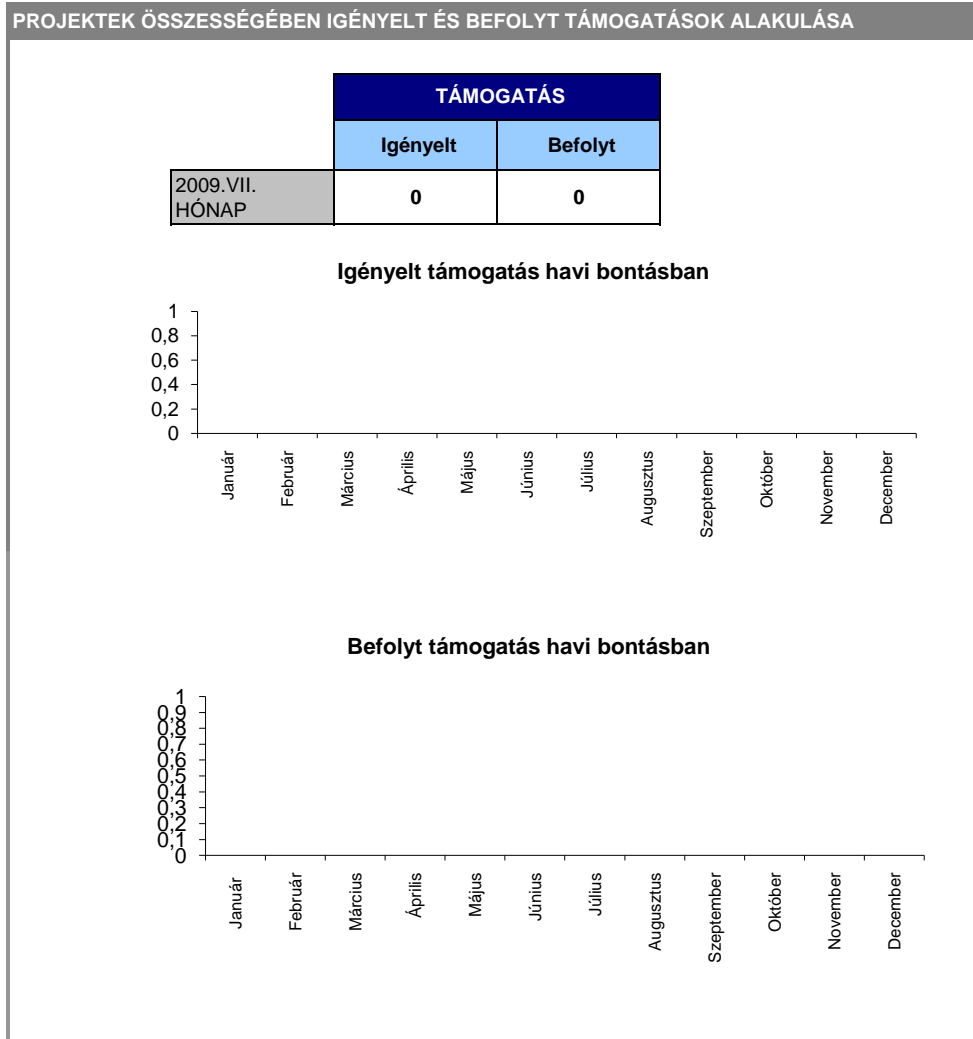 PROJEKTEK ÖSSZESSÉGÉBEN IGÉNYELT ÉS BEFOLYT TÁMOGATÁSOK ALAKULÁSA
TÁMOGATÁS
Igényelt Befolyt
2009.VII.
HÓNAP
0 0
Igényelt támogatás havi bontásban
1
0,8
0,6
0,4
0,2
0
Január Február Március Április Május Június Július Augusztus Szeptember Október November December
Befolyt támogatás havi bontásban
1
0,9
0,8
0,7
0,6
0,5
0,4
0,3
0,2
0,1
0
Január Február Március Április Május Június Július Augusztus Szeptember Október November December